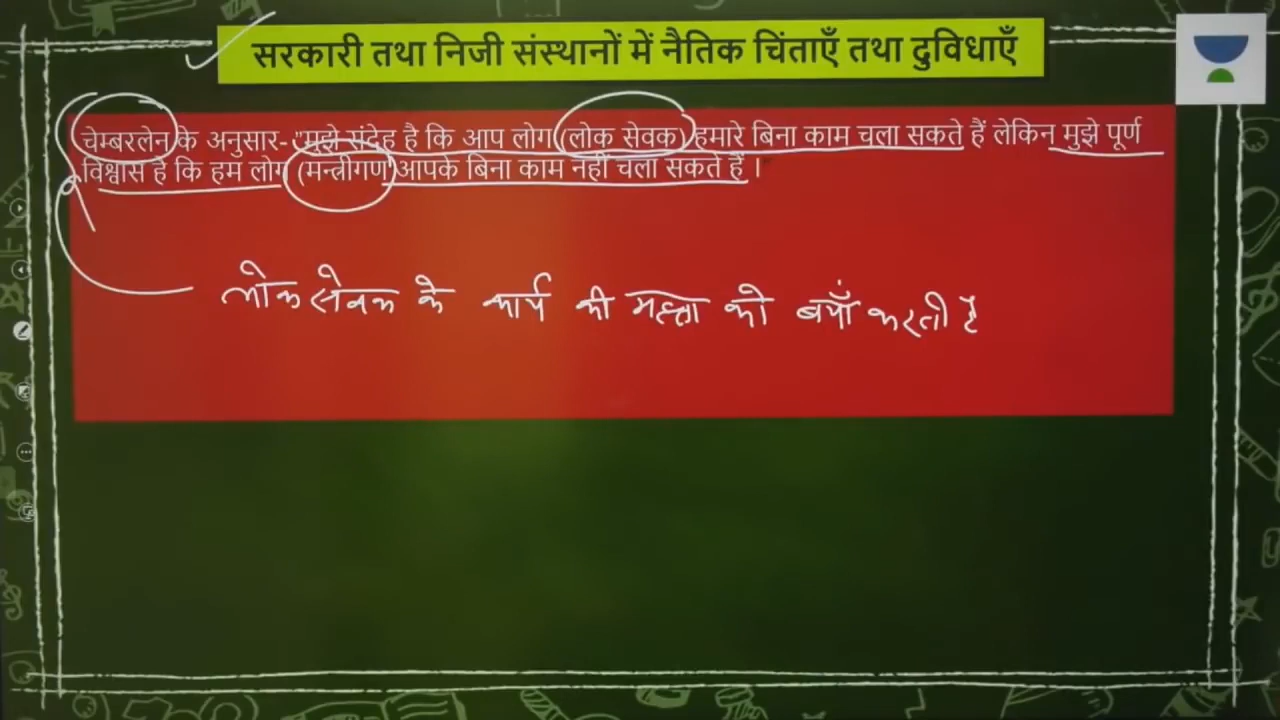 सरकारी तथा निजी संस्थानों में नैतिक चिंताएँ तथा दुविधाएँ
चेम्बरलेन के अनुसार- "मुझे संदेह है कि आप लोग (लोक सेवक) हमारे बिना काम चला सकते हैं लेकिन मुझे पूर्ण
विश्वास है कि हम लोग (मन्त्रीगण) आपके बिना काम नहीं चला सकते हैं ।
लोक सेवक के कार्य की महत्ता को बयाँ करती है